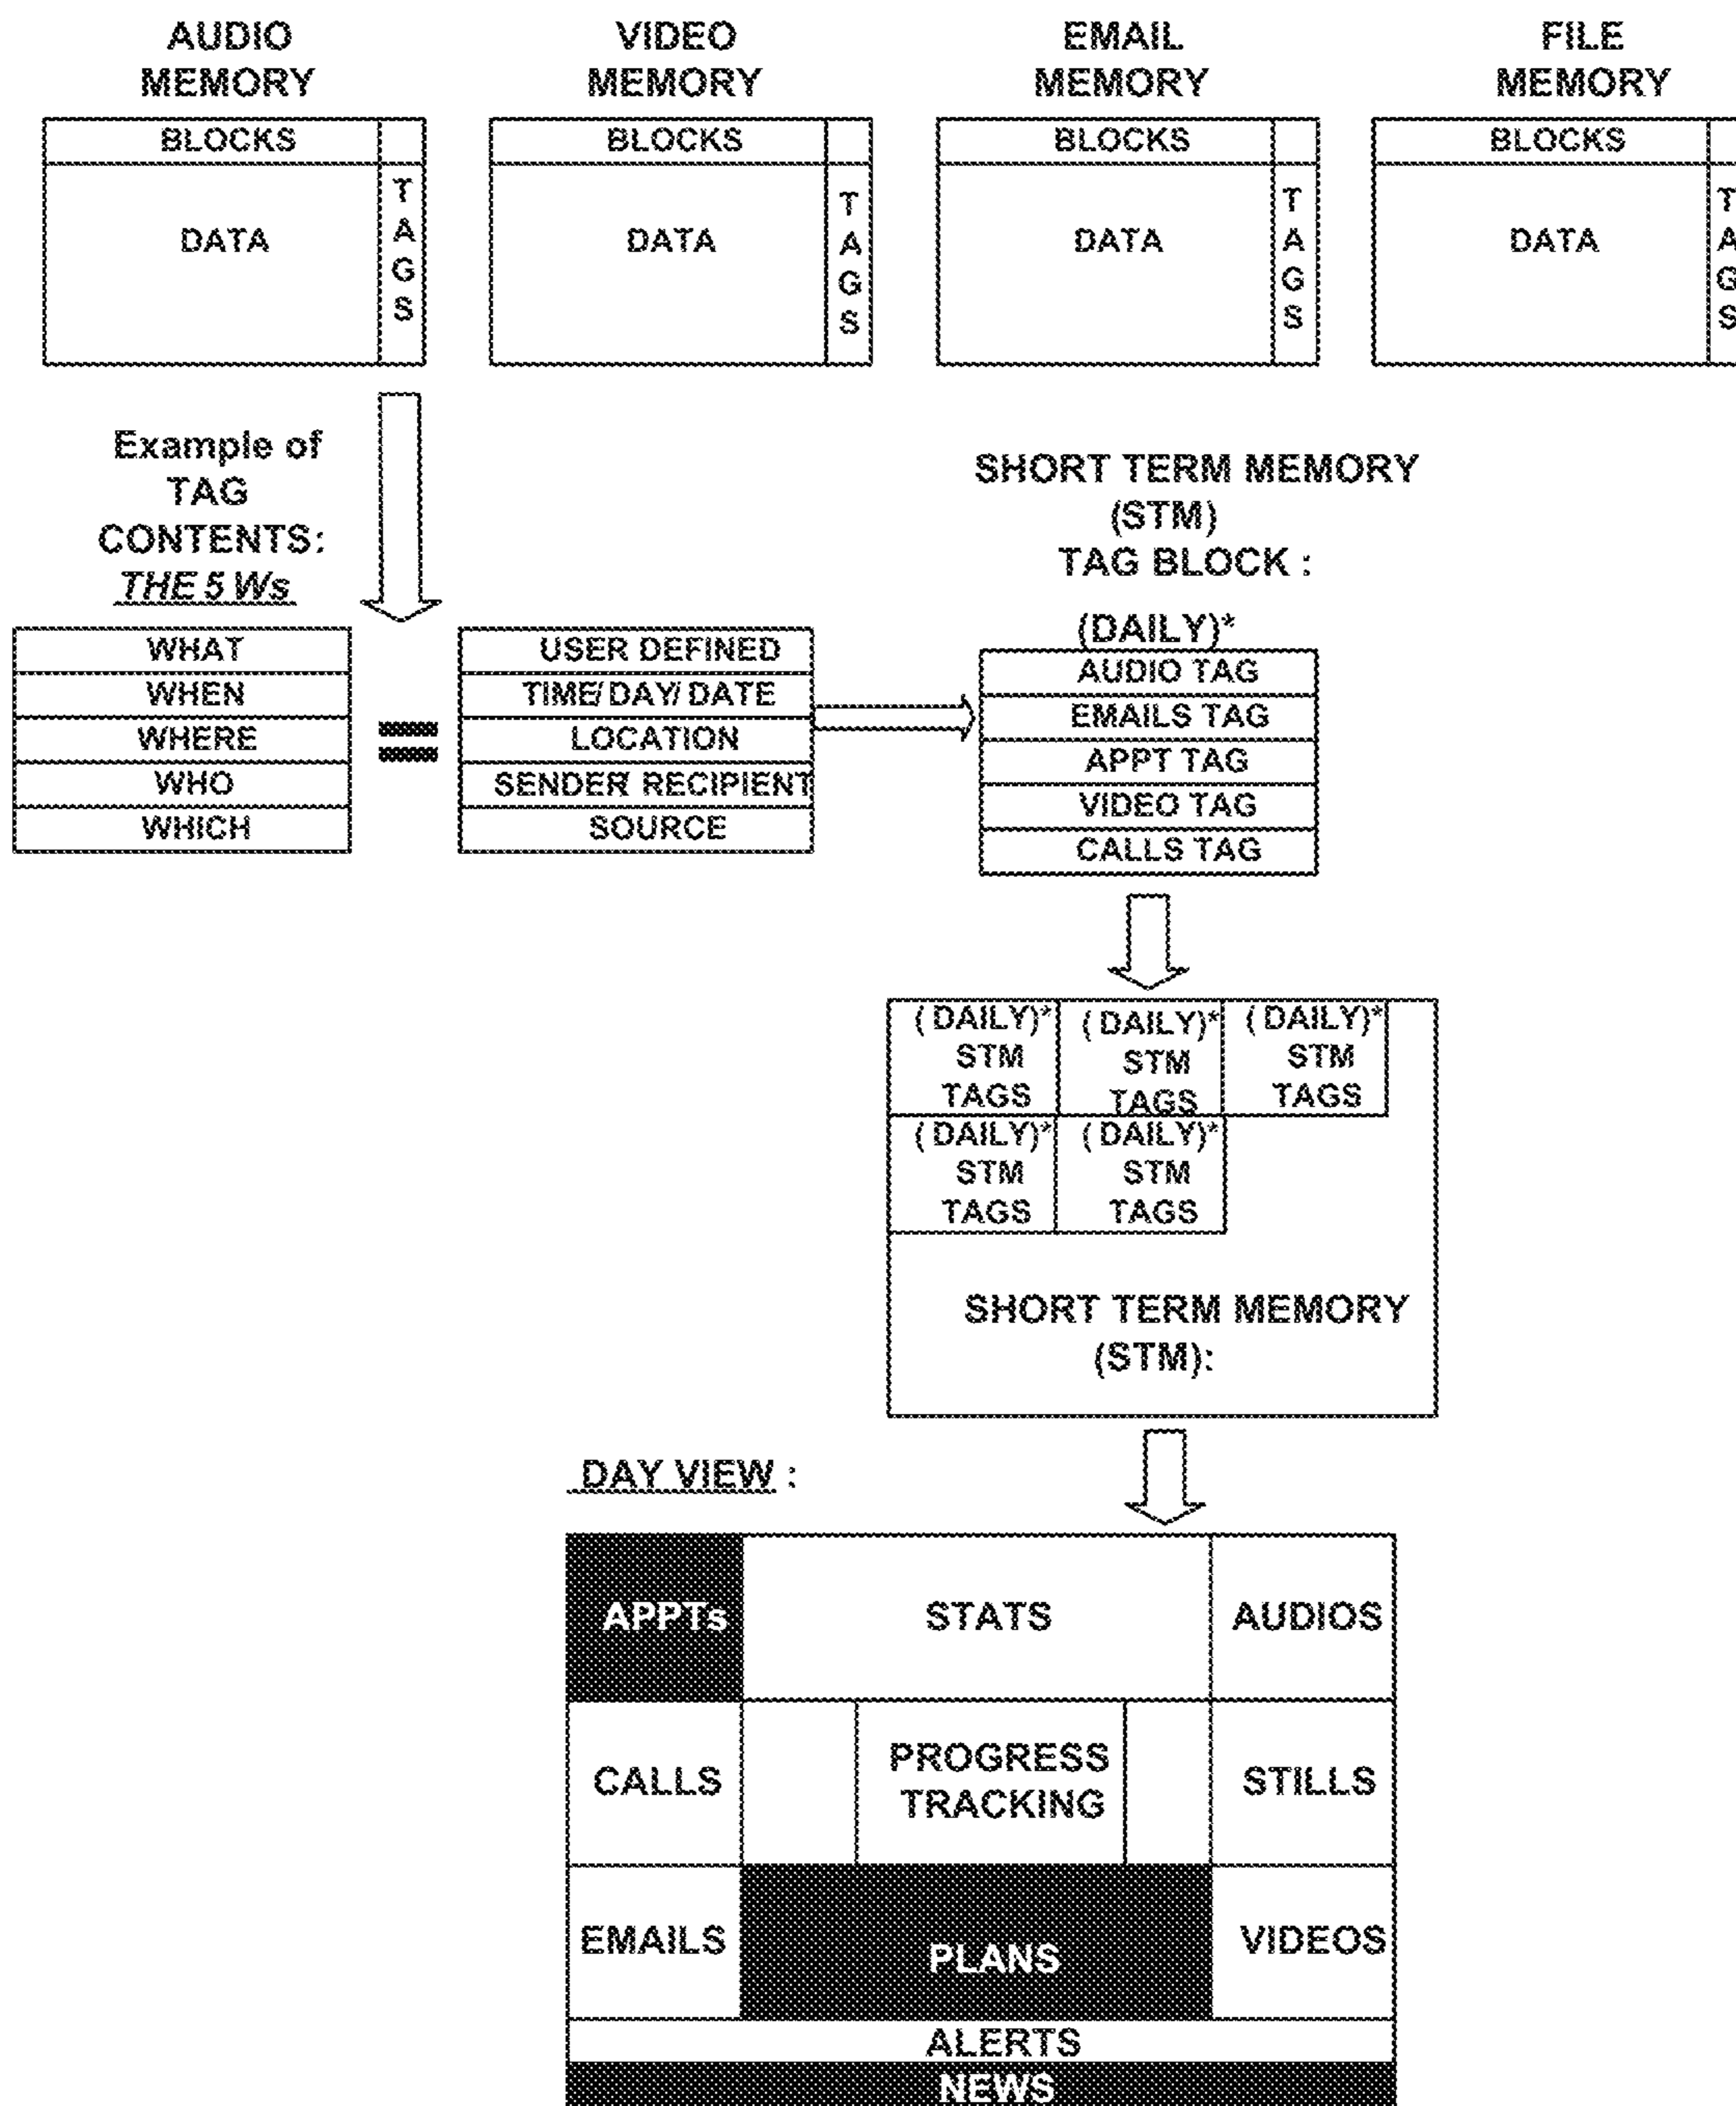 AUDIO
MEMORY
VIDEO
MEMORY
EMAIL
MEMORY
FILE
MEMORY
BLOCKS
DATA
TAGS
BLOCKS
DATA
TAGS
BLOCKS
DATA
TAGS
BLOCKS
DATA
TAGS
Example of
TAG
CONTENTS:
THE 5 Ws
WHAT
WHEN
WHERE
WHO
WHICH
=
USER DEFINED
TIME/ DAY/ DATE
LOCATION
SENDER/ RECIPIENT
SOURCE
SHORT TERM MEMORY
(STM)
TAG BLOCK :
(DAILY)*
AUDIO TAG
EMAILS TAG
APPT TAG
VIDEO TAG
CALLS TAG
( DAILY)*
STM
TAGS
( DAILY)*
STM
TAGS
( DAILY)*
STM
TAGS
( DAILY)*
STM
TAGS
( DAILY)*
STM
TAGS
SHORT TERM MEMORY
(STM):
DAY VIEW :
APPTs
STATS
AUDIOS
CALLS
PROGRESS
TRACKING
STILLS
EMAILS
PLANS
VIDEOS
ALERTS
NEWS